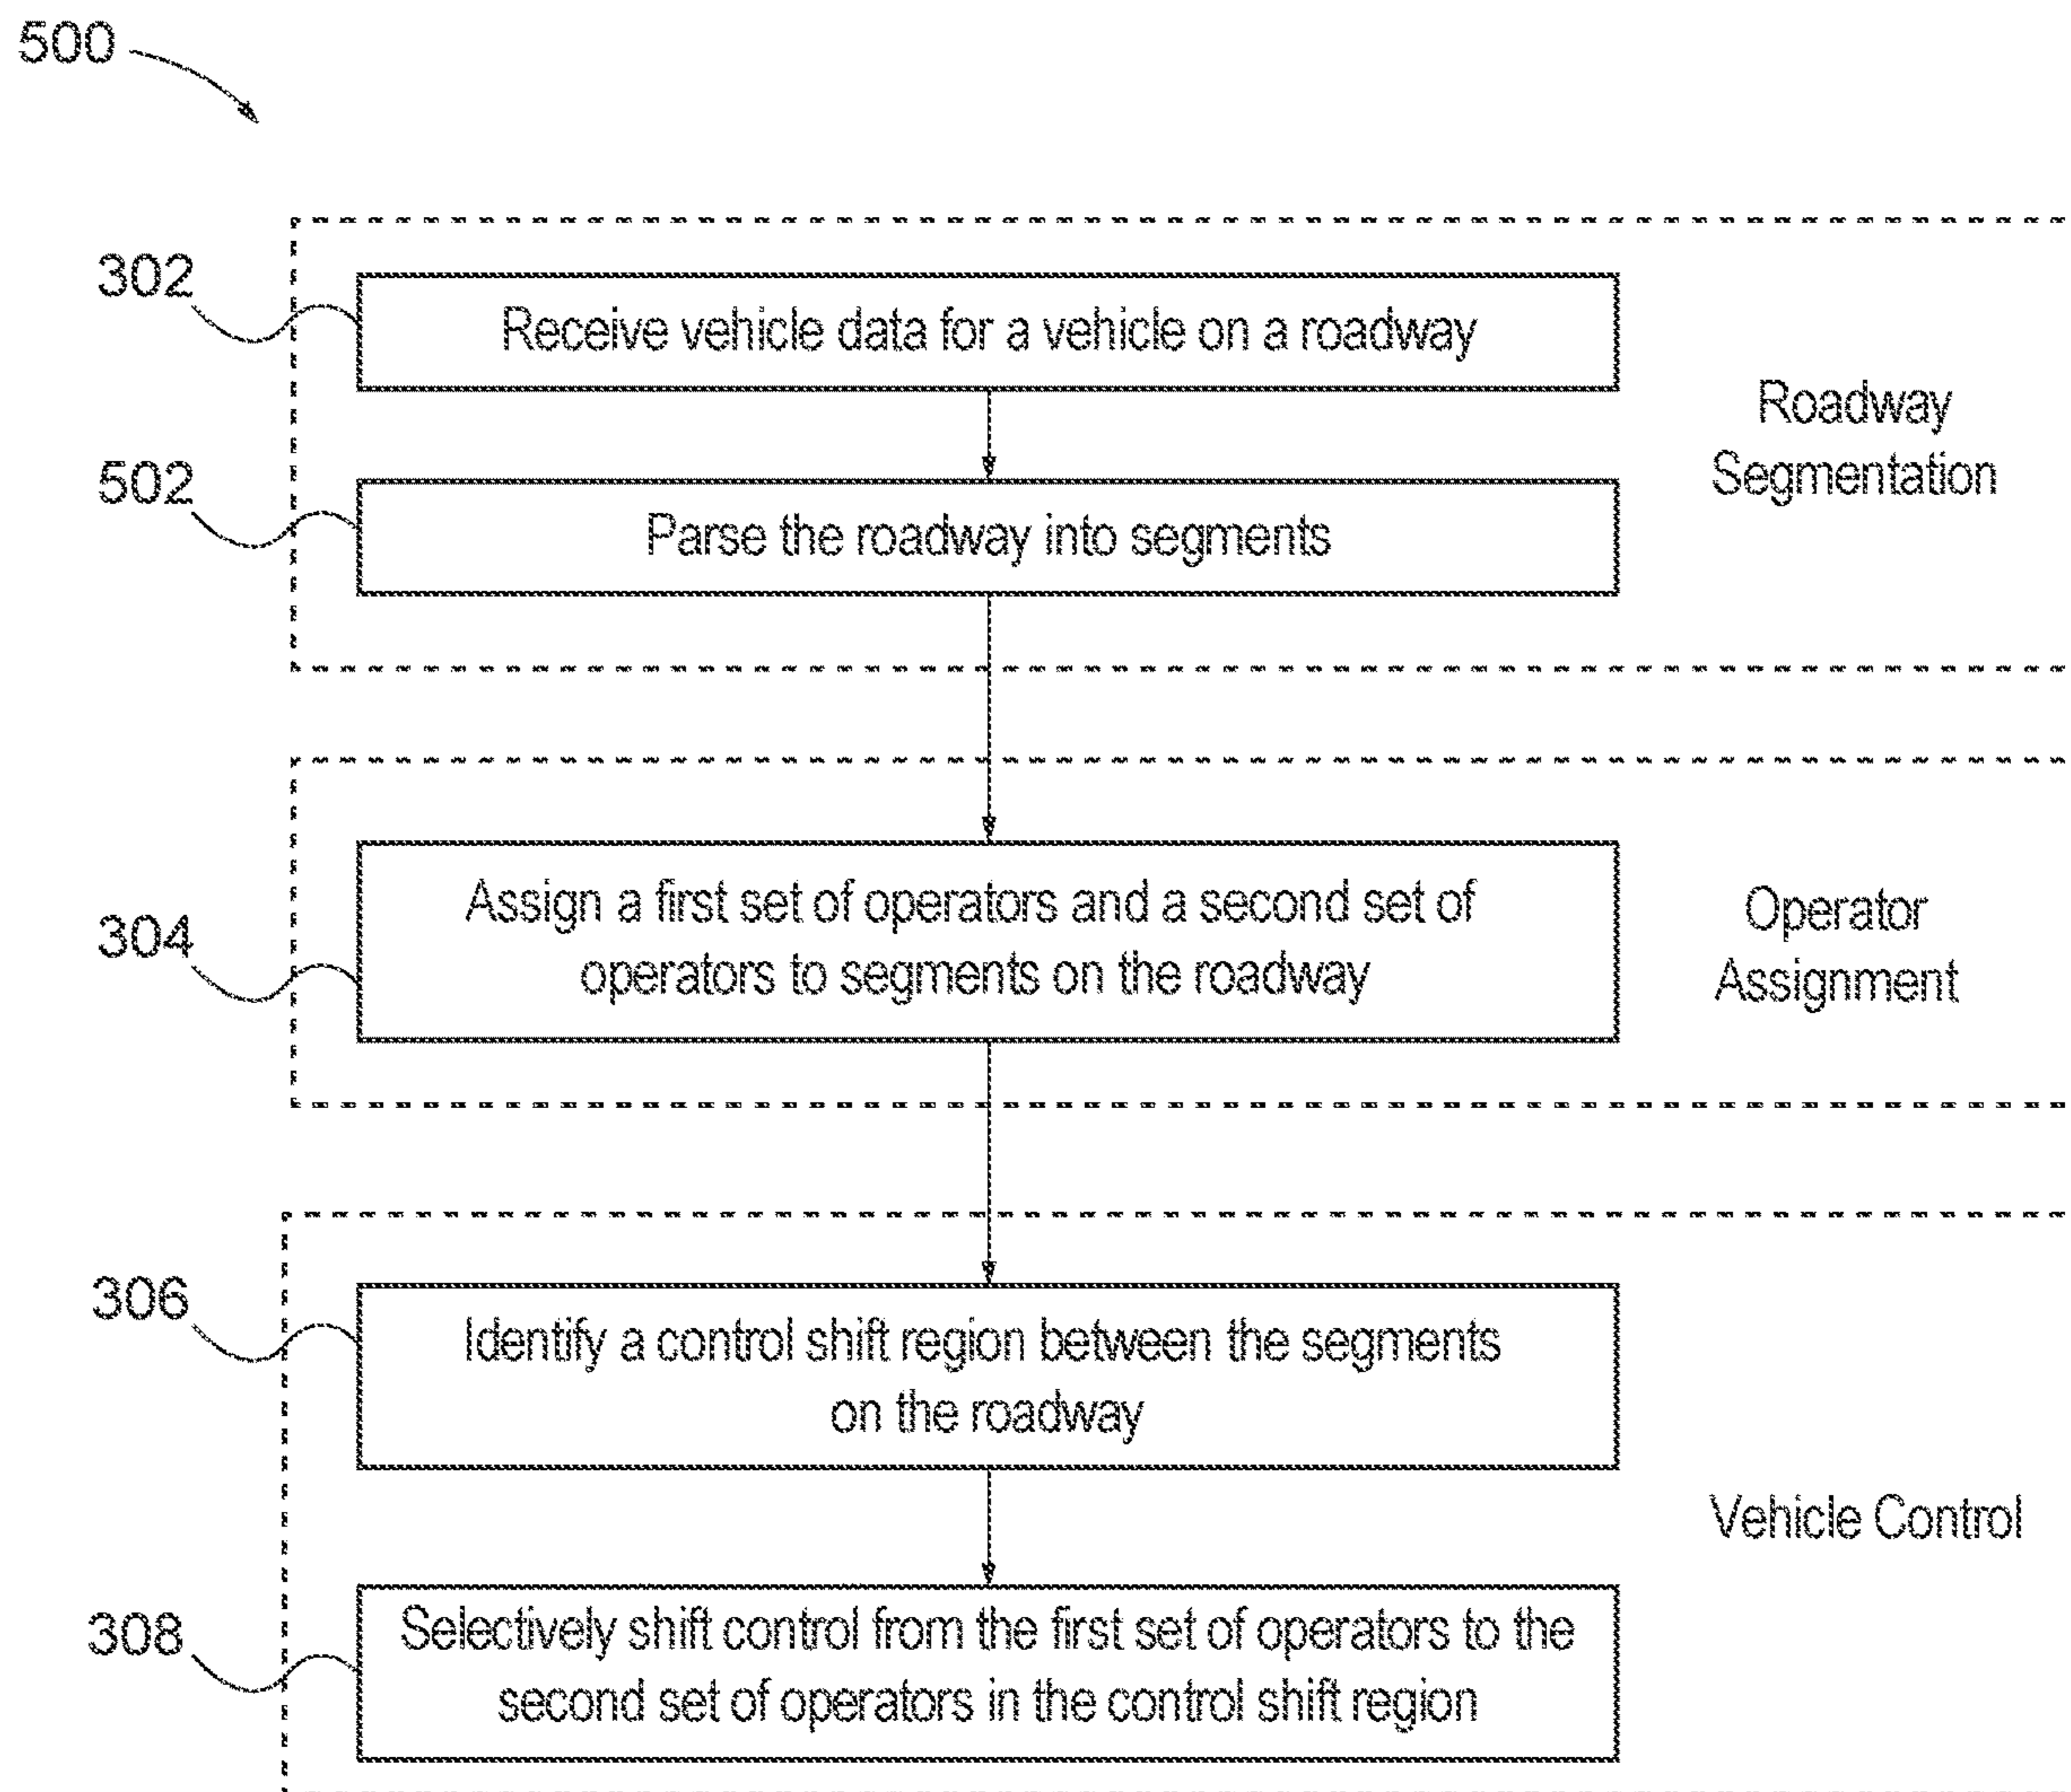 500
302
Receive vehicle data for a vehicle on a roadway
Roadway
Segmentation
502
Parse the roadway into segments
304
Assign a first set of operators and a second set of
operators to segments on the roadway
Operator
Assignment
306
Identify a control shift region between the segments
on the roadway
Vehicle Control
308
Selectively shift control from the first set of operators to the
second set of operators in the control shift region